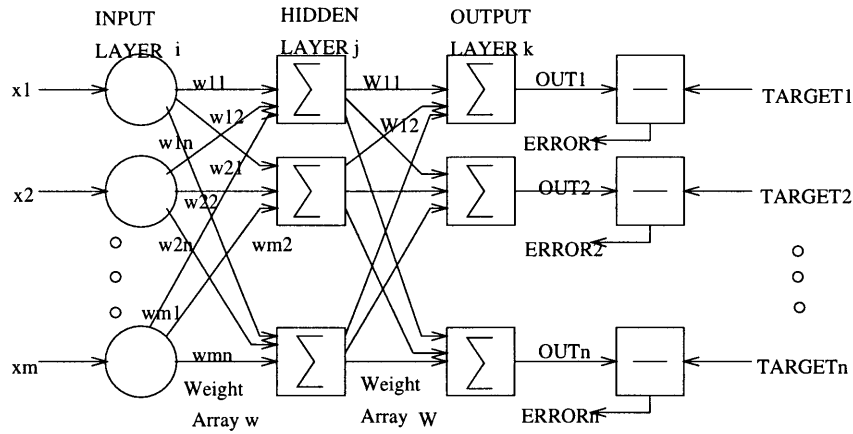 INPUT
LAYER i
HIDDEN
LAYER j
OUTPUT
LAYER k
x1
w11
Σ
W11
Σ
OUT1
—
TARGET1
w12
w1n
W12
ERROR1
w21
x2
w22
Σ
Σ
OUT2
—
TARGET2
w2n
wm2
ERROR2
wm1
xm
wmn
Σ
Σ
OUTn
—
TARGETn
Weight
Array w
Weight
Array W
ERRORn